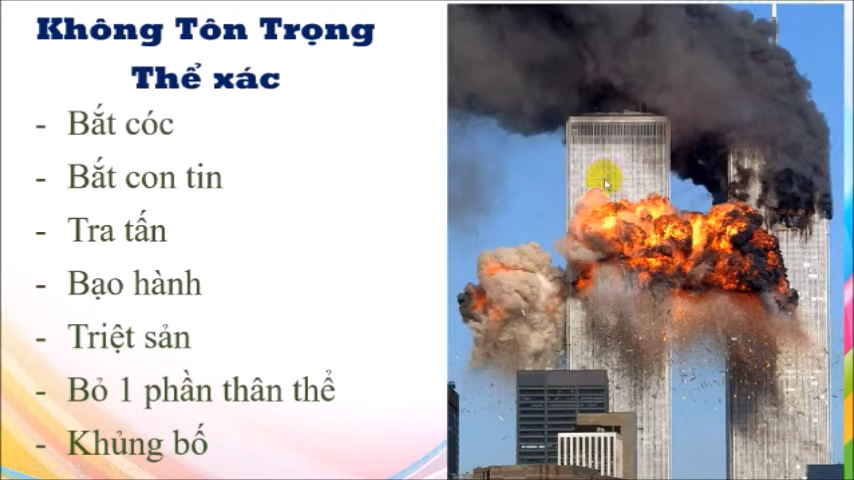 Không Tôn Trọng
Thể xác
- Bắt cóc
- Bắt con tin
- Tra tấn
- Bạo hành
- Triệt sản
- Bỏ 1 phần thân thể
- Khủng bố